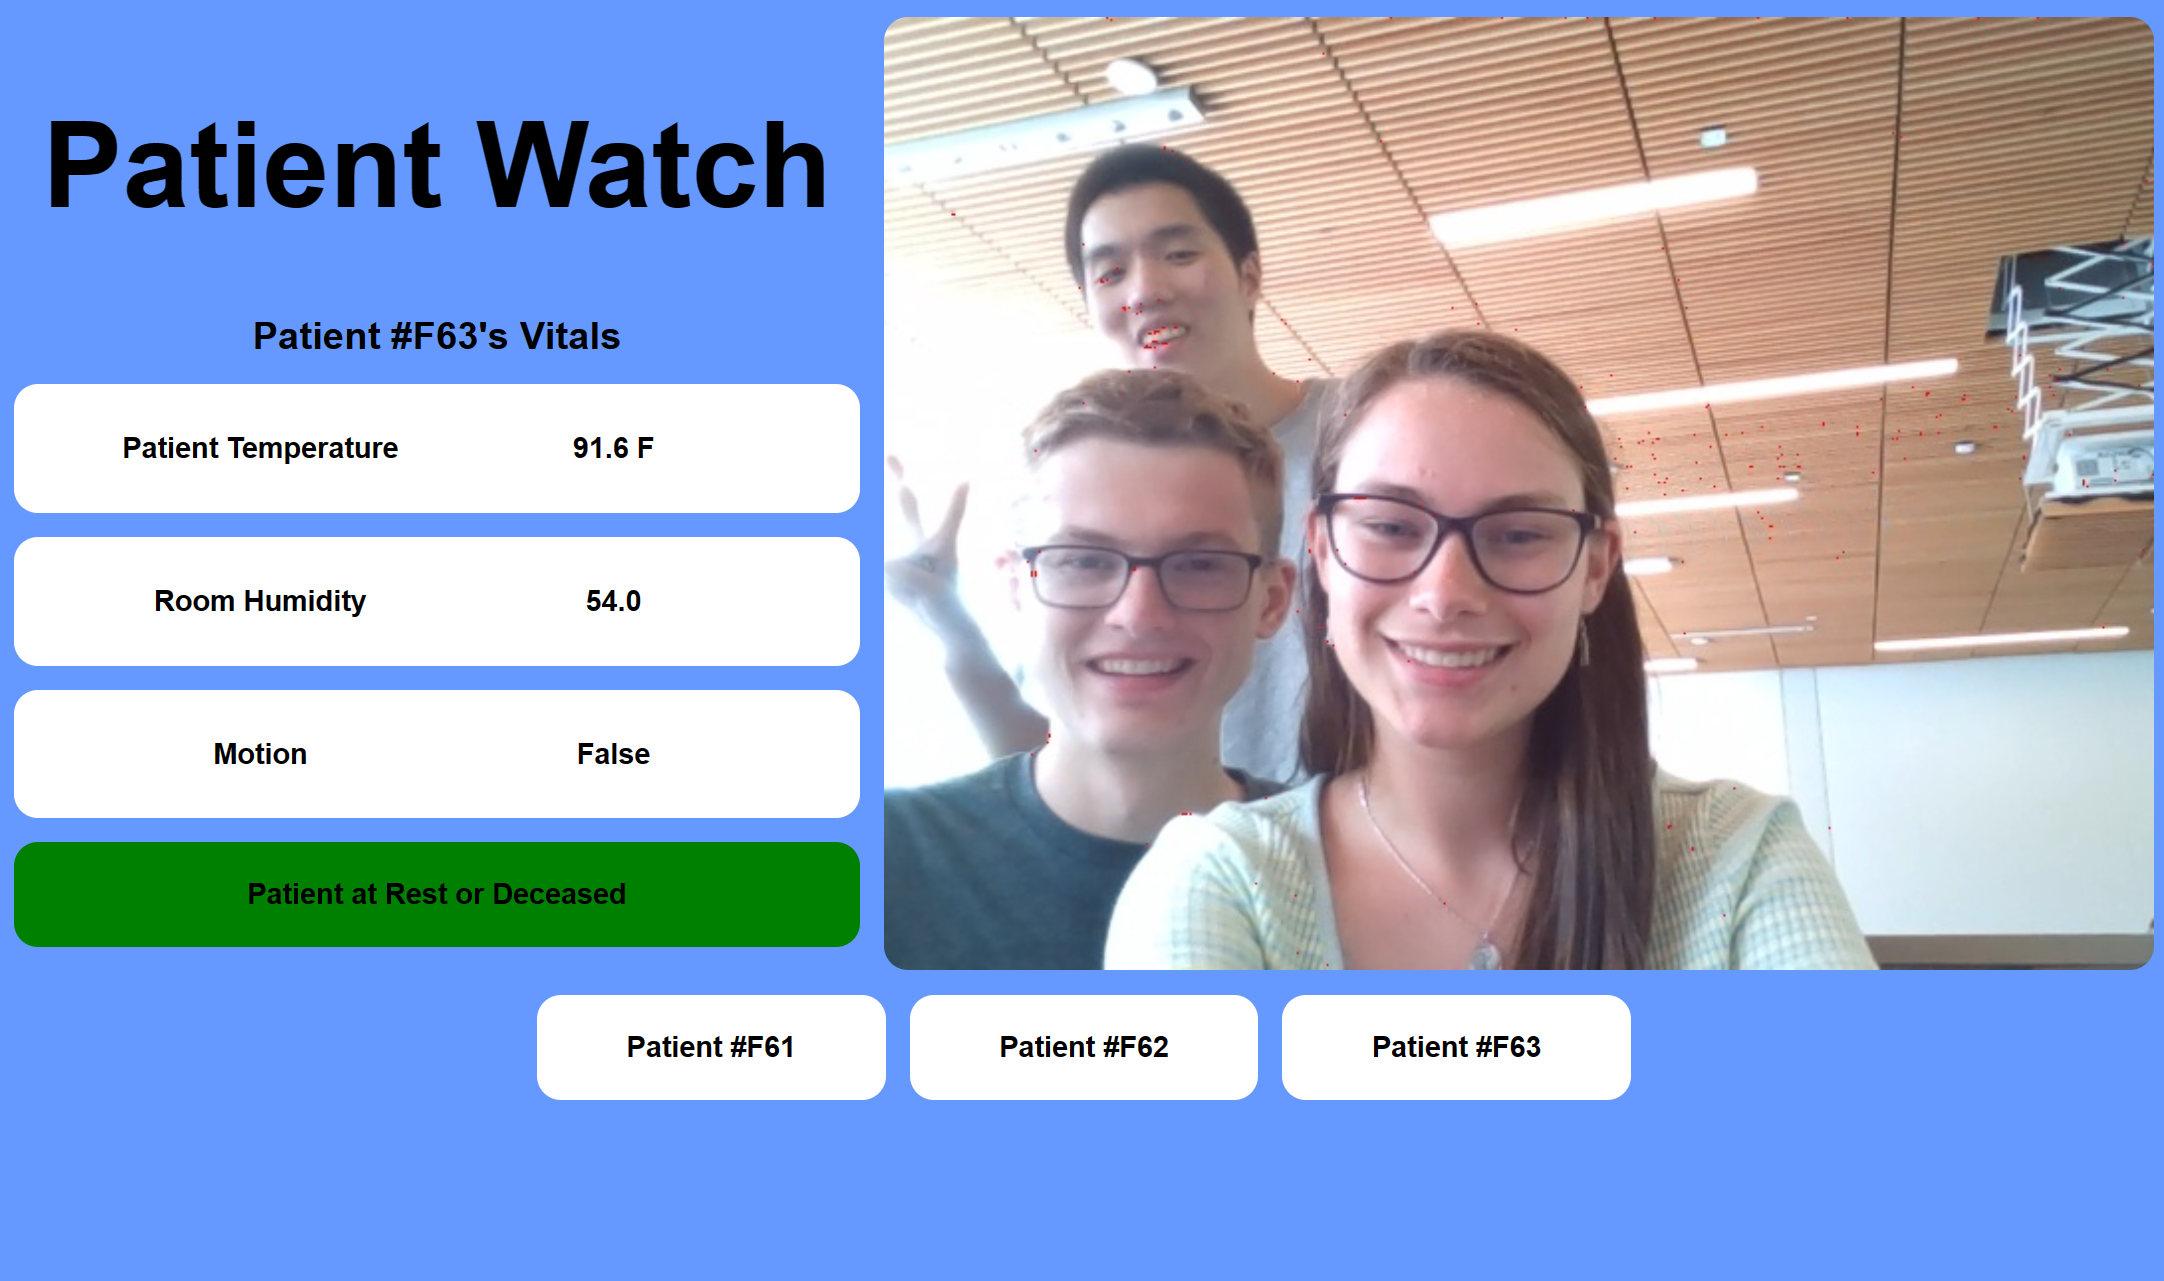 Patient Watch
Patient #F63's Vitals
Patient Temperature 91.6 F
Room Humidity 54.0
Motion False
Patient at Rest or Deceased
Patient #F61 Patient #F62 Patient #F63